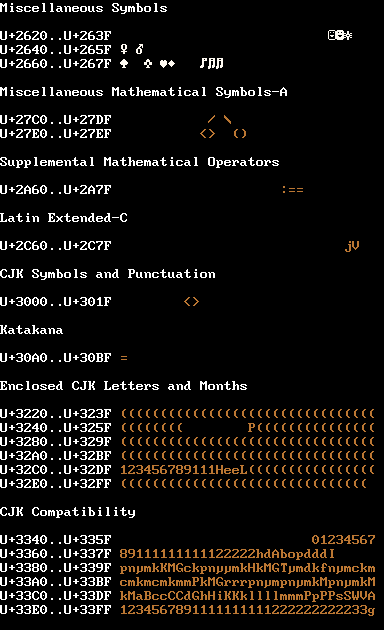 Miscellaneous Symbols
U+2620..U+263F ☺☻☼
U+2640..U+265F ♀ ♂
U+2660..U+267F ♠ ♣ ♥♦ ♪♫♬
Miscellaneous Mathematical Symbols-A
U+27C0..U+27DF / \
U+27E0..U+27EF <> ()
Supplemental Mathematical Operators
U+2A60..U+2A7F :==
Latin Extended-C
U+2C60..U+2C7F jV
CJK Symbols and Punctuation
U+3000..U+301F <>
Katakana
U+30A0..U+30BF =
Enclosed CJK Letters and Months
U+3220..U+323F ((((((((((((((((((((((((((((((((
U+3240..U+325F (((((((( P(((((((((((((((
U+3280..U+329F ((((((((((((((((((((((((((((((((
U+32A0..U+32BF ((((((((((((((((((((((((((((((((
U+32C0..U+32DF 123456789111HeeL((((((((((((((((
U+32E0..U+32FF (((((((((((((((((((((((((((((((
CJK Compatibility
U+3340..U+335F 01234567
U+3360..U+337F 89111111111122222hdAbopdddI
U+3380..U+339F pnµmkKMGckpnµµmkHkMGTµmdkfnµmckm
U+33A0..U+33BF cmkmcmkmmPkMGrrrpnµmpnµmkMpnµmkM
U+33C0..U+33DF kMaBccCCdGhHiKKkllllmmmPpPPsSWVA
U+33E0..U+33FF 1234567891111111111222222222233g